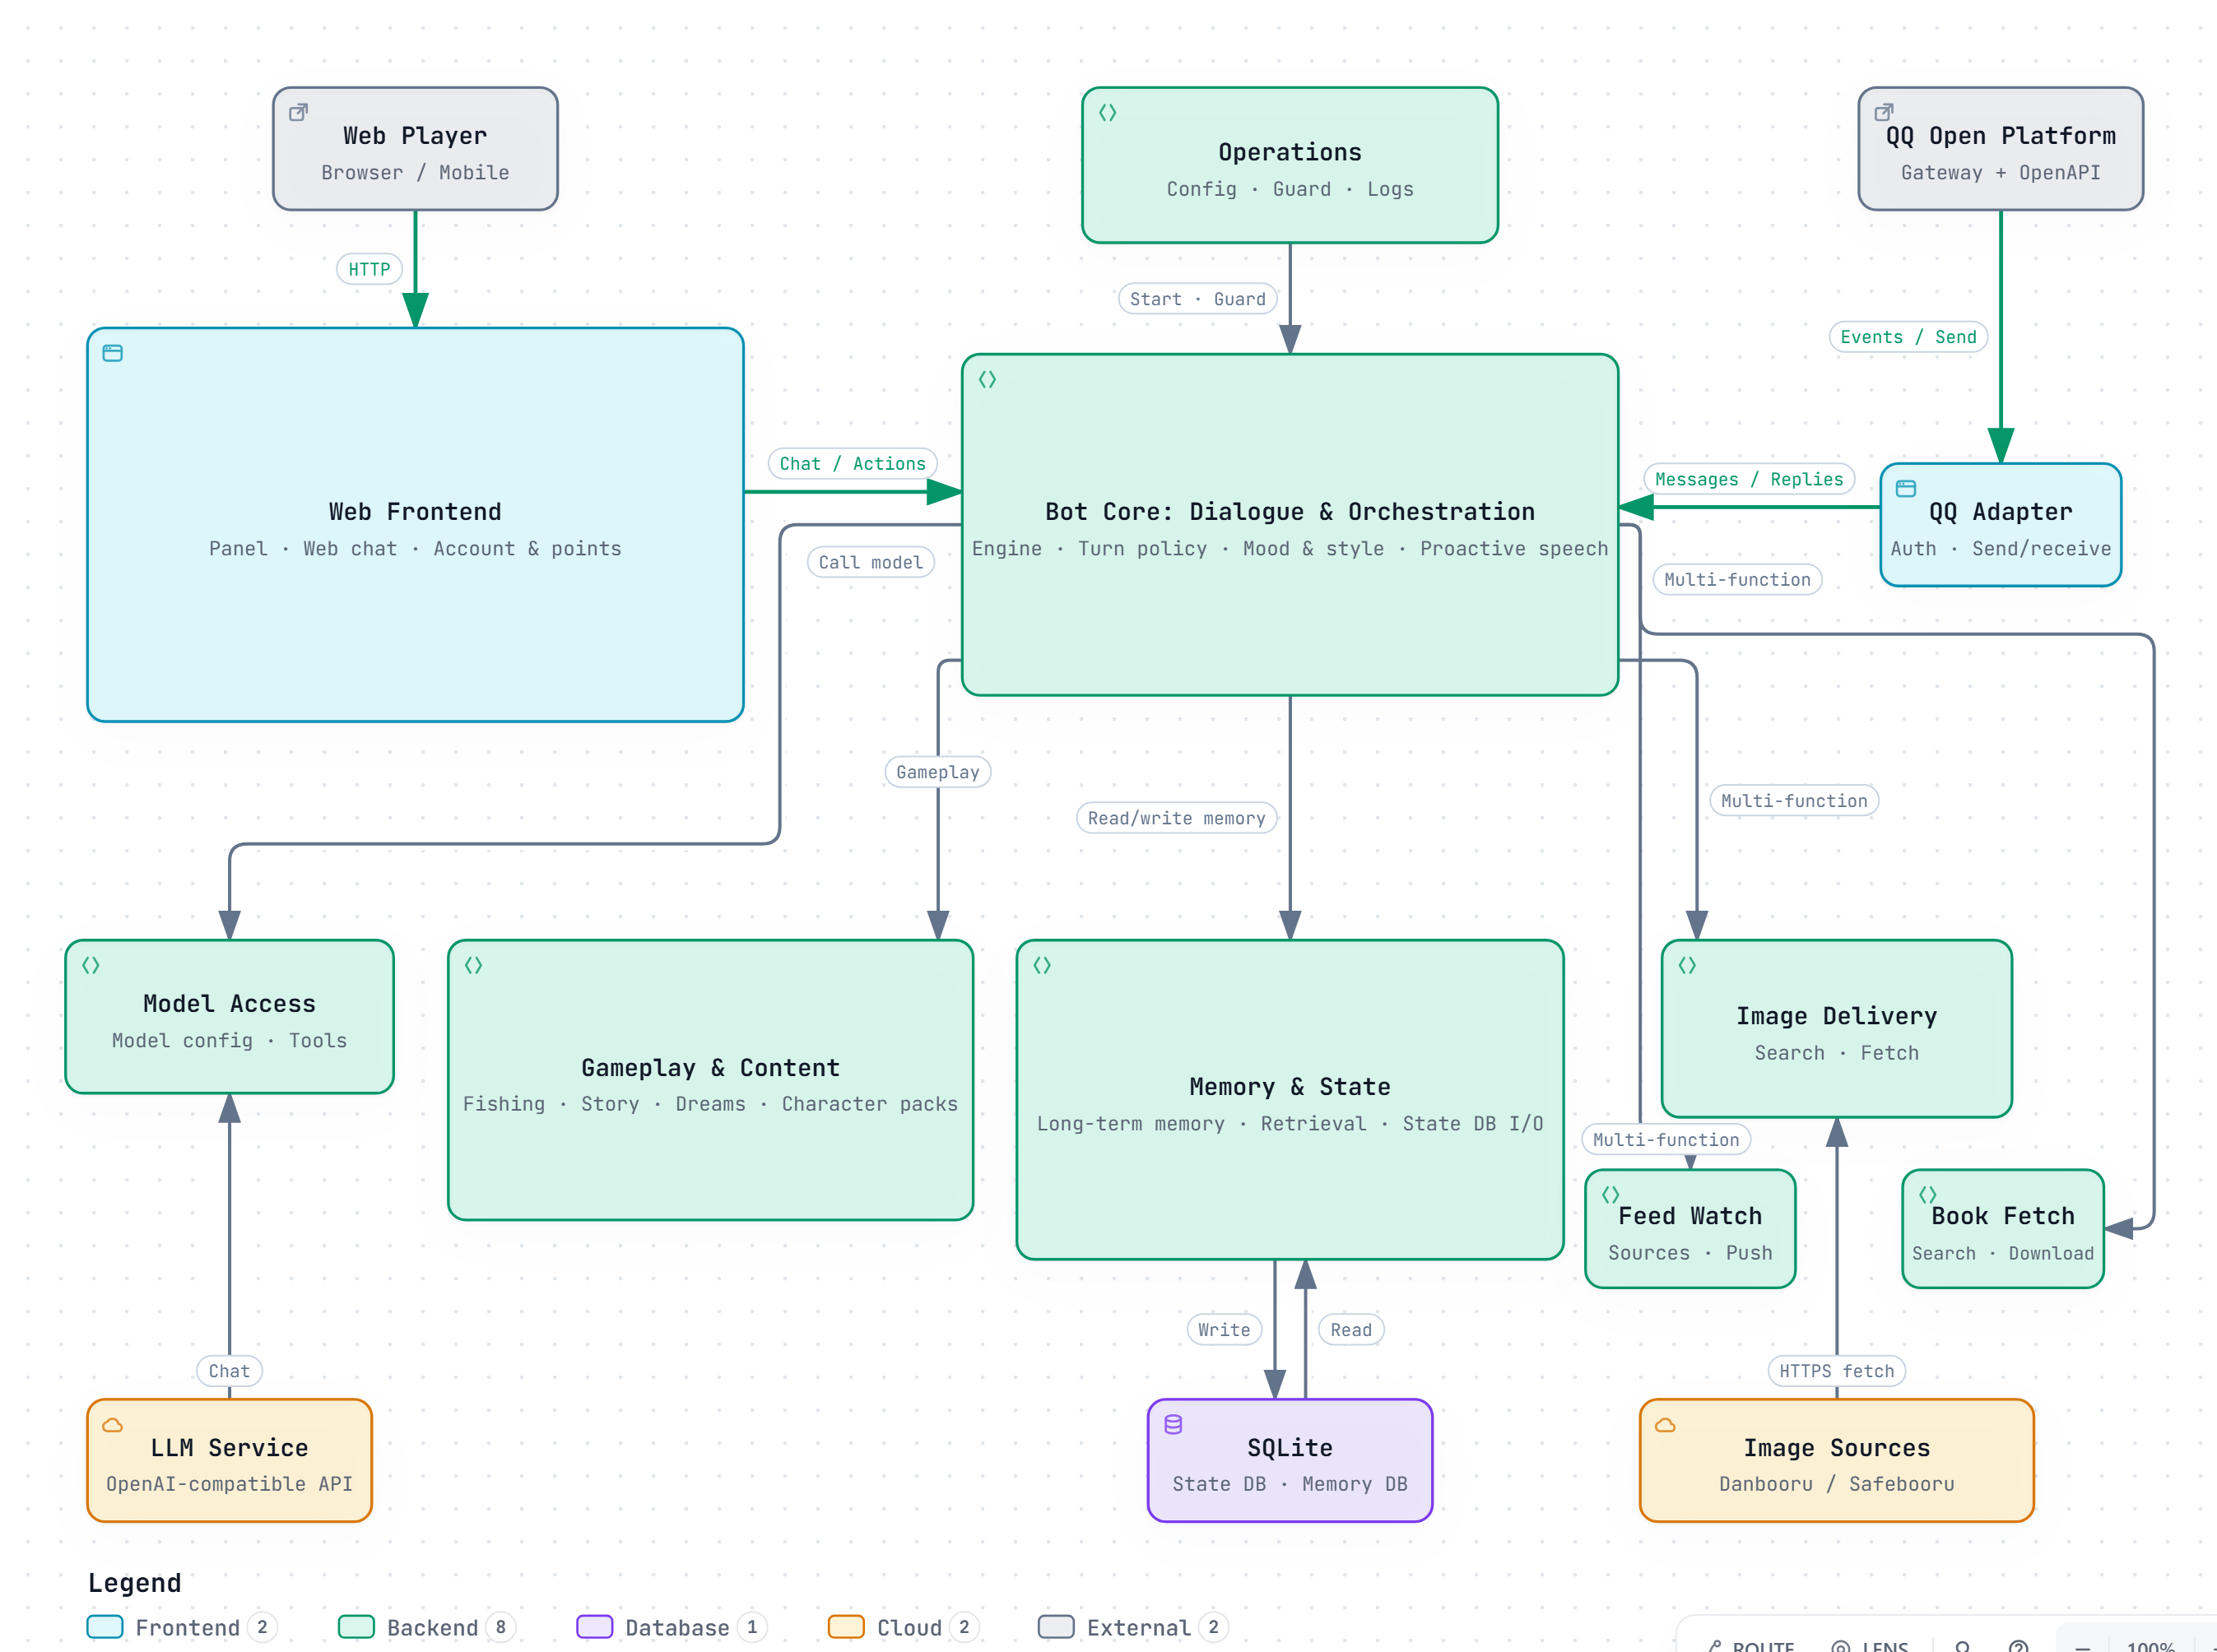 Web Player
Browser / Mobile
Operations
Config · Guard · Logs
QQ Open Platform
Gateway + OpenAPI
HTTP
Start · Guard
Events / Send
Web Frontend
Panel · Web chat · Account & points
Chat / Actions
Bot Core: Dialogue & Orchestration
Engine · Turn policy · Mood & style · Proactive speech
Messages / Replies
QQ Adapter
Auth · Send/receive
Call model
Multi-function
Gameplay
Read/write memory
Multi-function
Model Access
Model config · Tools
Gameplay & Content
Fishing · Story · Dreams · Character packs
Memory & State
Long-term memory · Retrieval · State DB I/O
Image Delivery
Search · Fetch
Multi-function
Feed Watch
Sources · Push
Book Fetch
Search · Download
Write
Read
Chat
HTTPS fetch
LLM Service
OpenAI-compatible API
SQLite
State DB · Memory DB
Image Sources
Danbooru / Safebooru
Legend
Frontend 2
Backend 8
Database 1
Cloud 2
External 2
ROUTE
LENS
100%